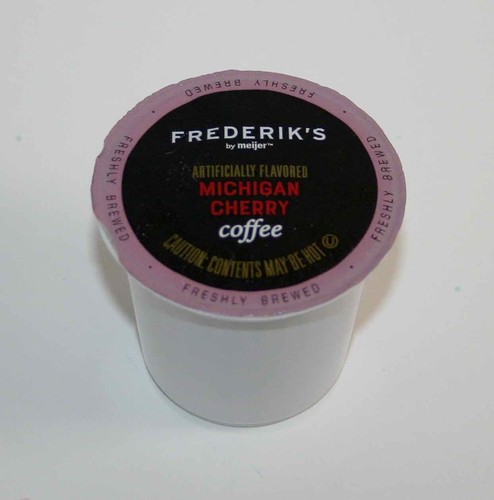 FREDERIK'S
by meijer™
ARTIFICIALLY FLAVORED
MICHIGAN
CHERRY
coffee
CAUTION: CONTENTS MAY BE HOT U
FRESHLY BREWED
FRESHLY BREWED
FRESHLY BREWED
FRESHLY BREWED